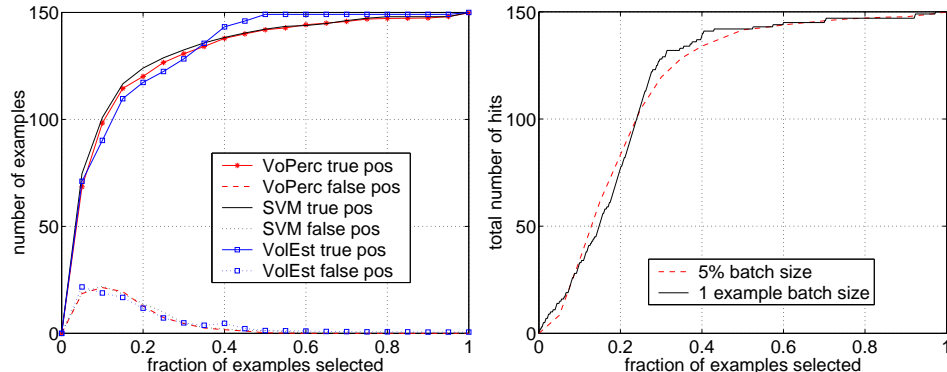 150
100
50
0
number of examples
VoPerc true pos
VoPerc false pos
SVM true pos
SVM false pos
VolEst true pos
VolEst false pos
0 0.2 0.4 0.6 0.8 1
fraction of examples selected
150
100
50
0
total number of hits
5% batch size
1 example batch size
0 0.2 0.4 0.6 0.8 1
fraction of examples selected